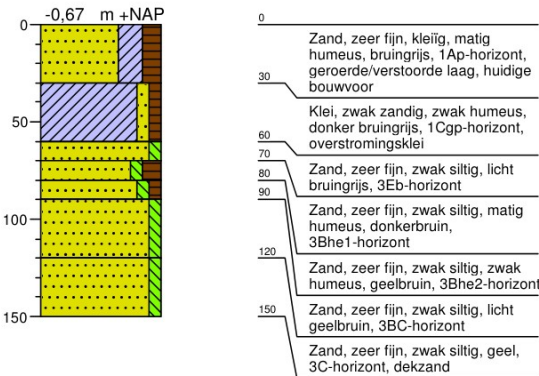 -0,67 m +NAP
0
50
100
150
0
Zand, zeer fijn, kleiïg, matig
humeus, bruingrijs, 1Ap-horizont,
geroerde/verstoorde laag, huidige
bouwvoor
30
Klei, zwak zandig, zwak humeus,
donker bruingrijs, 1Cgp-horizont,
overstromingsklei
60
Zand, zeer fijn, zwak siltig, licht
bruingrijs, 3Eb-horizont
70
Zand, zeer fijn, zwak siltig, matig
humeus, donkerbruin,
3Bhe1-horizont
80
Zand, zeer fijn, zwak siltig, zwak
humeus, geelbruin, 3Bhe2-horizont
90
Zand, zeer fijn, zwak siltig, licht
geelbruin, 3BC-horizont
120
Zand, zeer fijn, zwak siltig, geel,
3C-horizont, dekzand
150